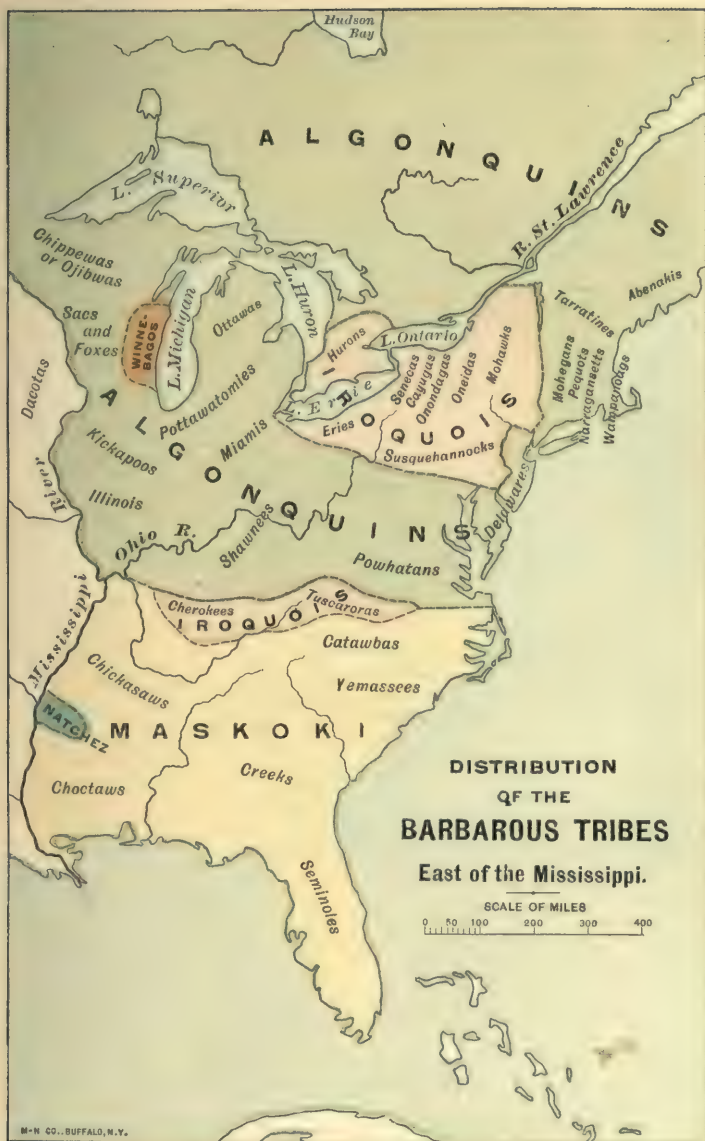 Hudson
Bay
ALGONQUINS
L. Superior
R. St. Lawrence
Chippewas
or Ojibwas
L. Huron
Abenakis
Tarratines
Ottawas
Sacs
and
Foxes
WINNE-
BAGOS
L. Michigan
Hurons
L. Ontario
Mohegans
Pequots
Narragansetts
Wampanoags
Senecas
Cayugas
Onondagas
Oneidas
Mohawks
Dacotas
L. Erie
IROQUOIS
Eries
Susquehannocks
Pottawatomies
ALGONQUINS
Kickapoos
Miamis
Illinois
Delawares
Ohio R.
Shawnees
Powhatans
Mississippi
River
Cherokees
Tuscaroras
IROQUOIS
Catawbas
Chickasaws
Yemassees
NATCHEZ
MASKOKI
Choctaws
Creeks
Seminoles
DISTRIBUTION
OF THE
BARBAROUS TRIBES
East of the Mississippi.
SCALE OF MILES
0 50 100 200 300 400
M-N CO., BUFFALO, N.Y.